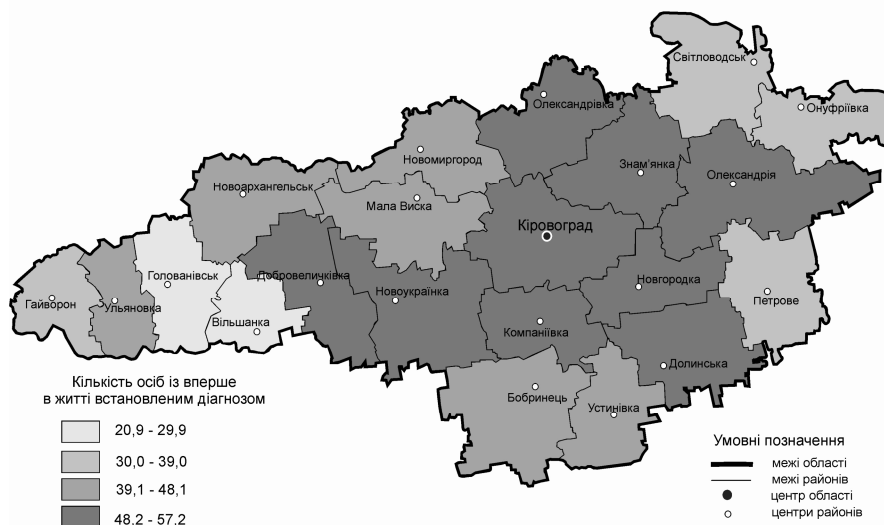 Світловодськ
Олександрівка
Онуфріївка
Новомиргород
Знам'янка
Олександрія
Новоархангельськ
Мала Виска
Кіровоград
Голованівськ
Добровеличківка
Новгородка
Гайворон
Ульяновка
Новоукраїнка
Петрове
Вільшанка
Компаніївка
Долинська
Бобринець
Устинівка
Кількість осіб із вперше
в житті встановленим діагнозом
20,9 - 29,9
30,0 - 39,0
39,1 - 48,1
48,2 - 57,2
Умовні позначення
межі області
межі районів
центр області
центри районів